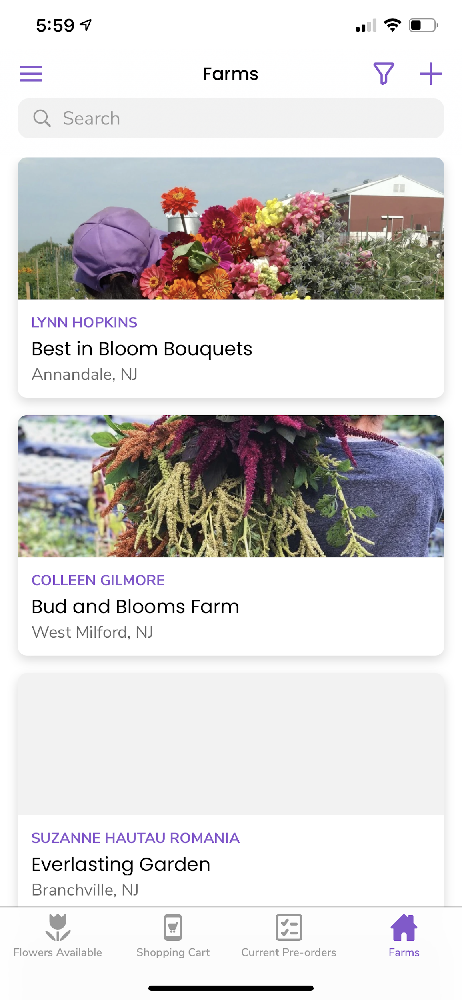 5:59
Farms
Search
LYNN HOPKINS
Best in Bloom Bouquets
Annandale, NJ
COLLEEN GILMORE
Bud and Blooms Farm
West Milford, NJ
SUZANNE HAUTAU ROMANIA
Everlasting Garden
Branchville, NJ
Flowers Available Shopping Cart Current Pre-orders Farms